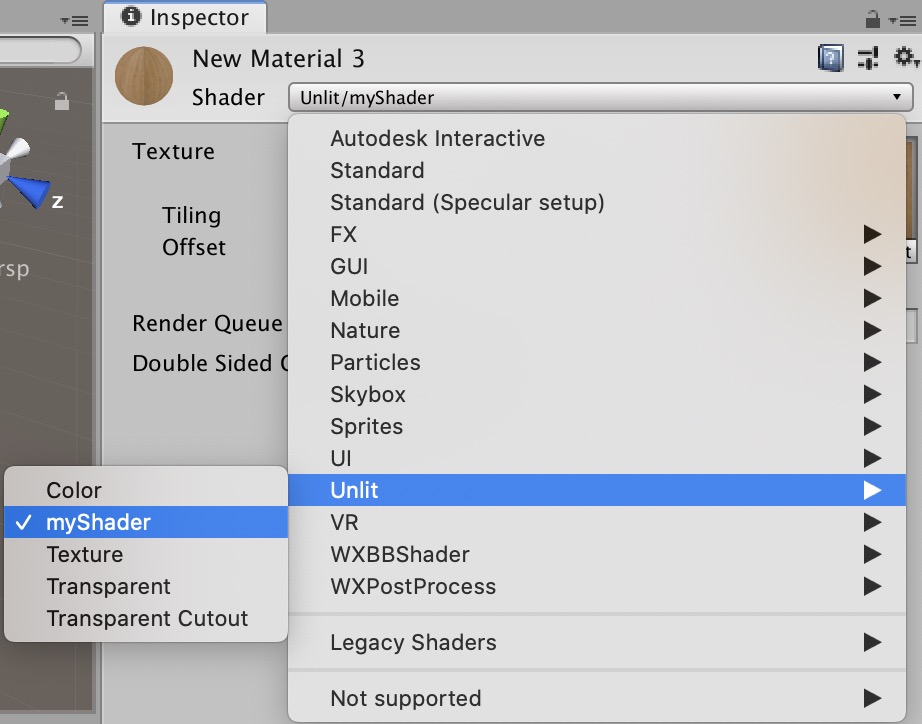 Inspector
New Material 3
Shader
Unlit/myShader
Texture
Tiling
Offset
Render Queue
Double Sided
z
rsp
t
Autodesk Interactive
Standard
Standard (Specular setup)
FX
GUI
Mobile
Nature
Particles
Skybox
Sprites
UI
Unlit
VR
WXBBShader
WXPostProcess
Legacy Shaders
Not supported
Color
myShader
Texture
Transparent
Transparent Cutout